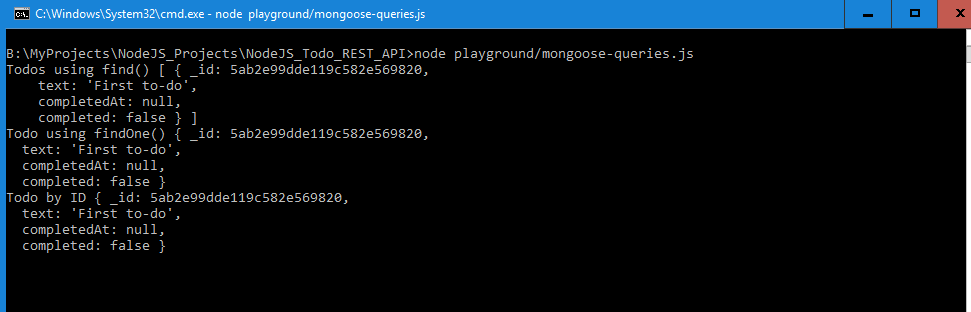 C:\Windows\System32\cmd.exe - node playground/mongoose-queries.js
B:\MyProjects\NodeJS_Projects\NodeJS_Todo_REST_API>node playground/mongoose-queries.js
Todos using find() [ { _id: 5ab2e99dde119c582e569820,
    text: 'First to-do',
    completedAt: null,
    completed: false } ]
Todo using findOne() { _id: 5ab2e99dde119c582e569820,
  text: 'First to-do',
  completedAt: null,
  completed: false }
Todo by ID { _id: 5ab2e99dde119c582e569820,
  text: 'First to-do',
  completedAt: null,
  completed: false }